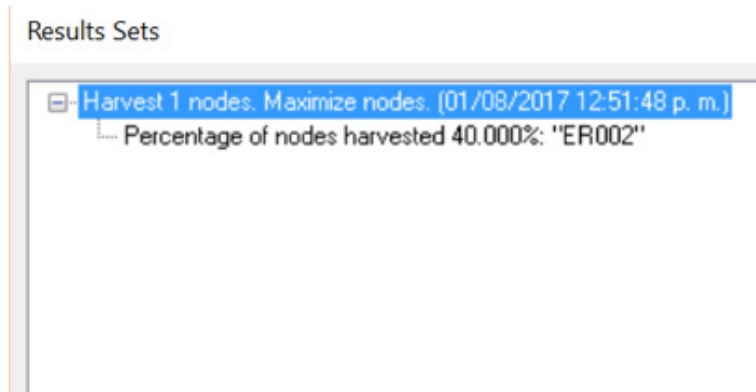 Results Sets
Harvest 1 nodes. Maximize nodes. (01/08/2017 12:51:48 p. m.)
Percentage of nodes harvested 40.000%: "ER002"